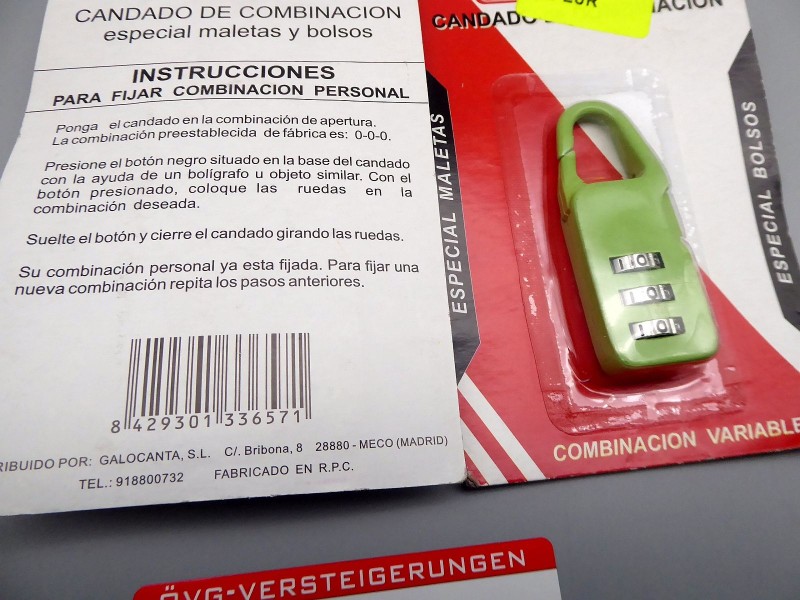 CANDADO DE COMBINACION
especial maletas y bolsos
INSTRUCCIONES
PARA FIJAR COMBINACION PERSONAL
Ponga el candado en la combinación de apertura.
La combinación preestablecida de fábrica es: 0-0-0.
Presione el botón negro situado en la base del candado
con la ayuda de un bolígrafo u objeto similar. Con el
botón presionado, coloque las ruedas en la
combinación deseada.
Suelte el botón y cierre el candado girando las ruedas.
Su combinación personal ya esta fijada. Para fijar una
nueva combinación repita los pasos anteriores.
8 429301 336571
RIBUIDO POR: GALOCANTA, S.L. C/. Bribona, 8 28880 - MECO (MADRID)
TEL.: 918800732 FABRICADO EN R.P.C.
CANDADO
INACION
ESPECIAL MALETAS
ESPECIAL BOLSOS
0
0
0
COMBINACION VARIABLE
ÖVG-VERSTEIGERUNGEN